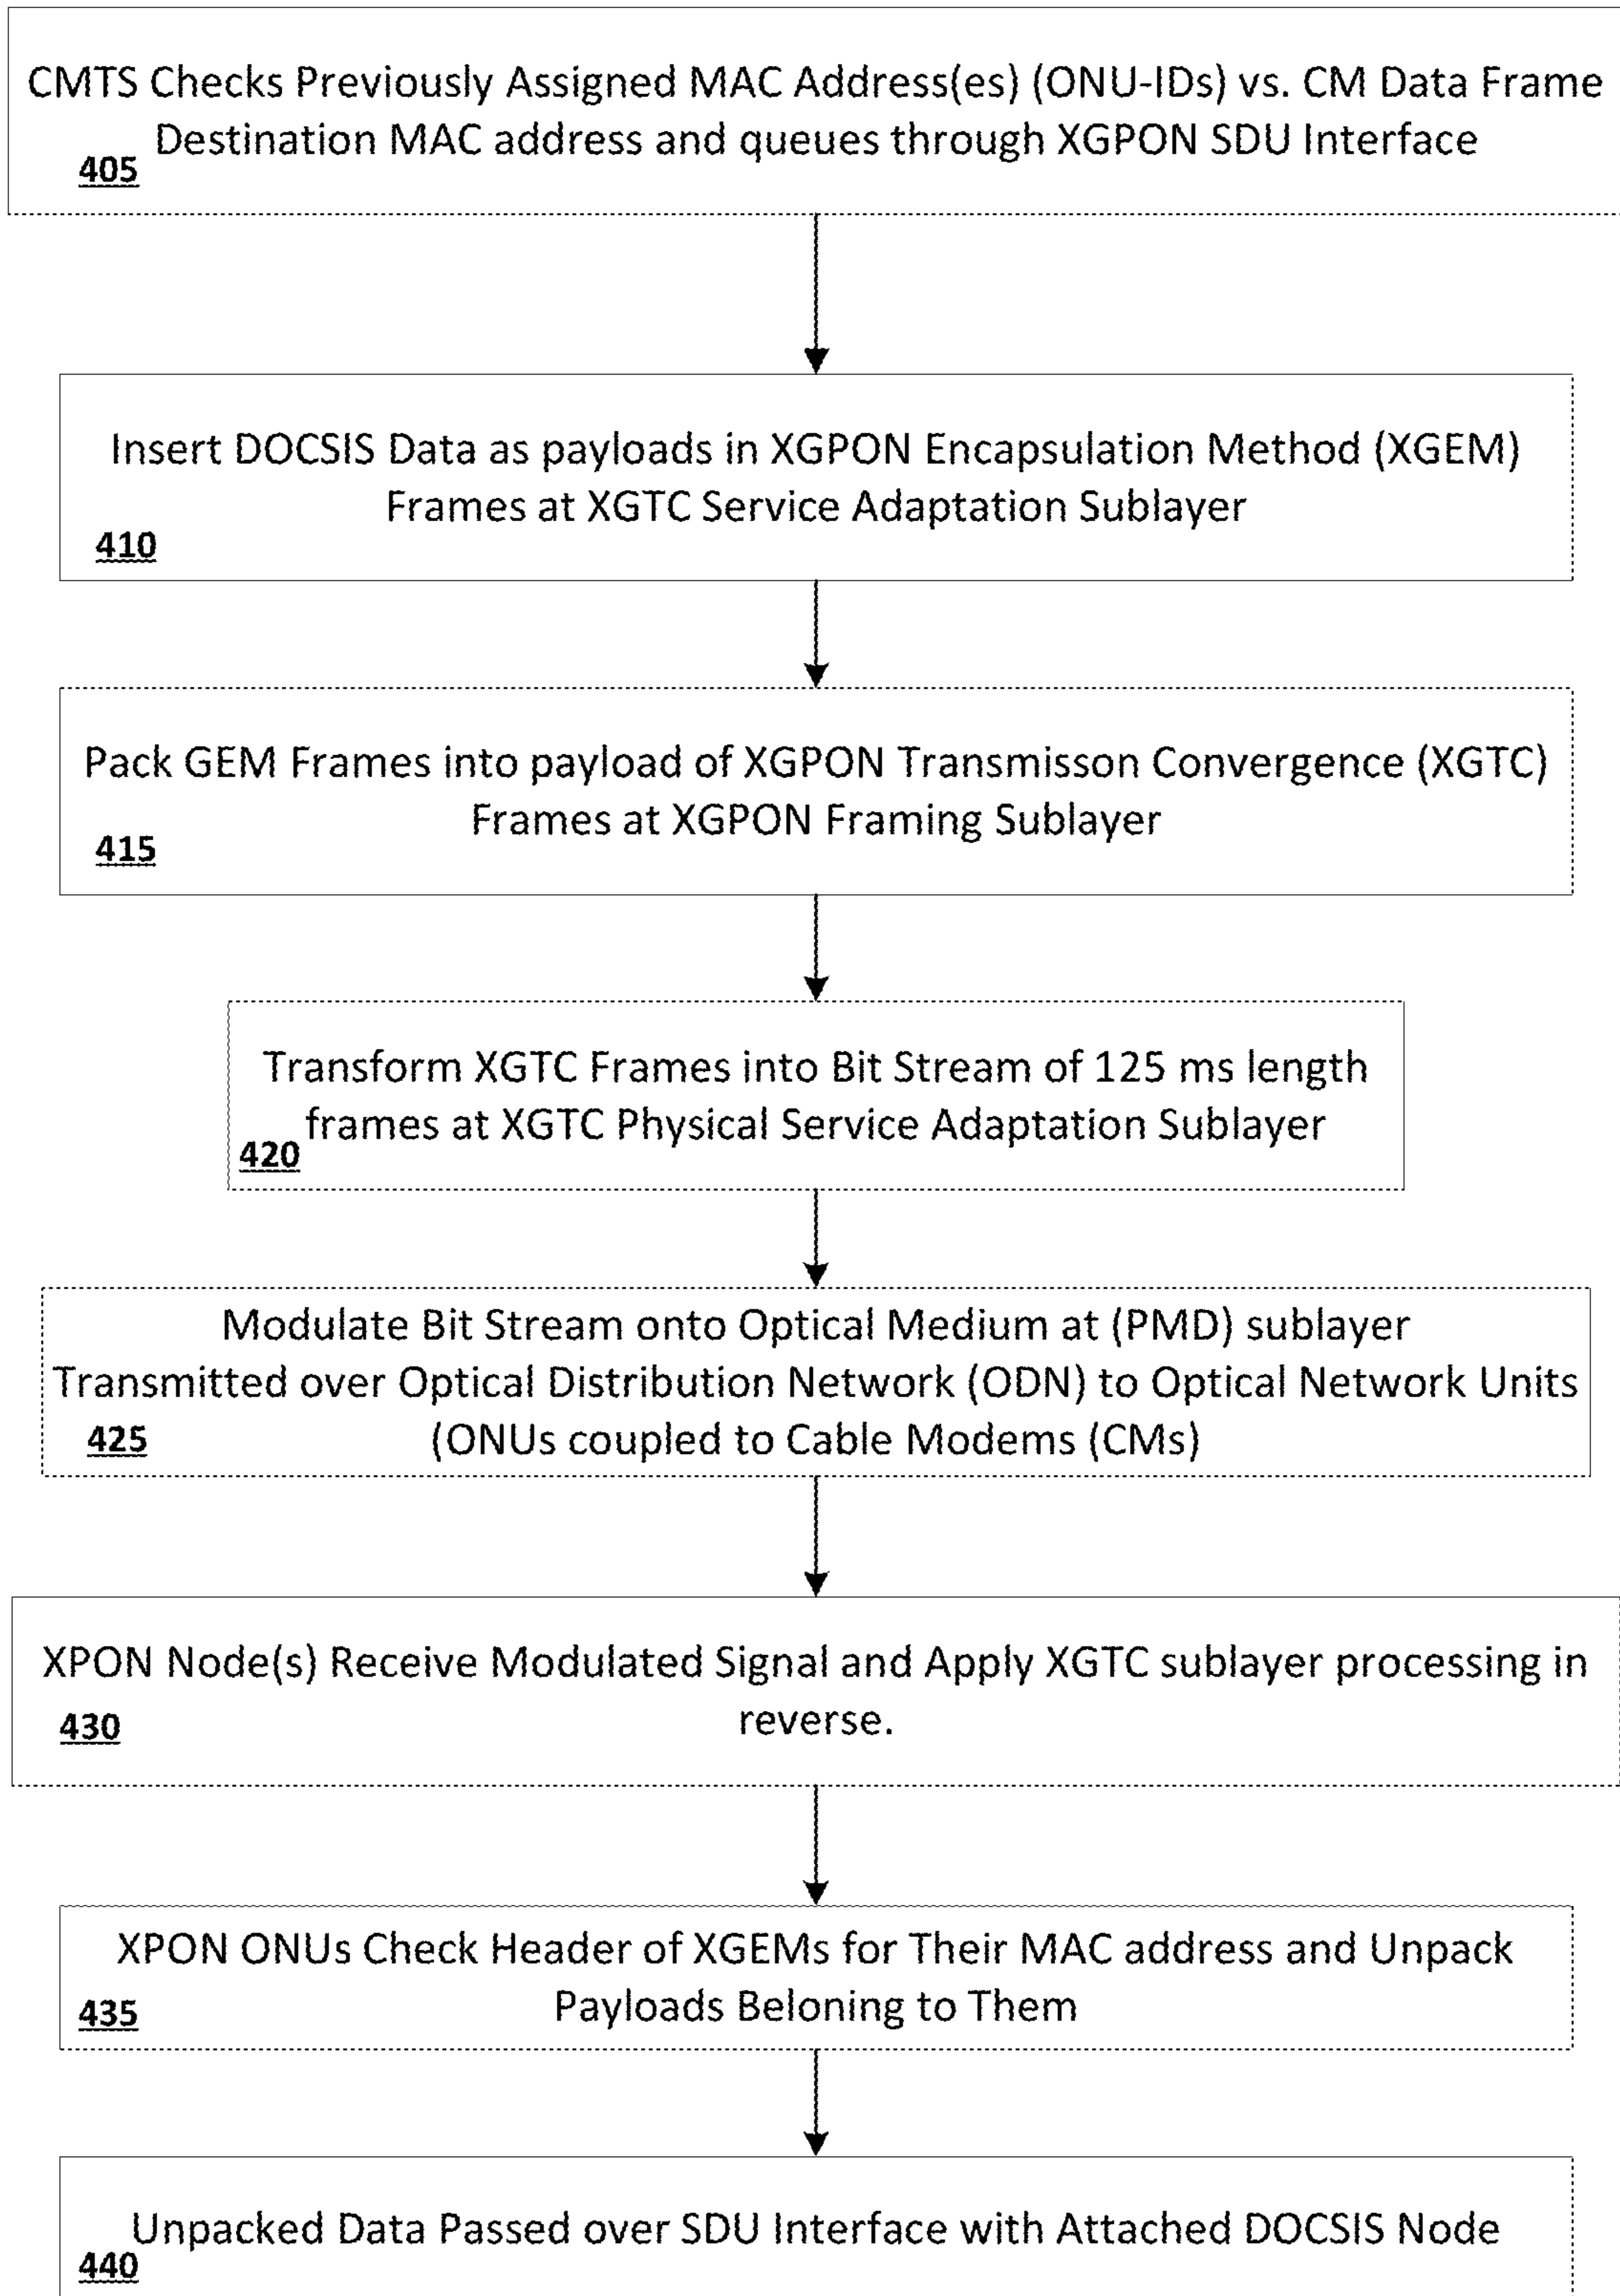 CMTS Checks Previously Assigned MAC Address(es) (ONU-IDs) vs. CM Data Frame
Destination MAC address and queues through XGPON SDU Interface
405
Insert DOCSIS Data as payloads in XGPON Encapsulation Method (XGEM)
Frames at XGTC Service Adaptation Sublayer
410
Pack GEM Frames into payload of XGPON Transmisson Convergence (XGTC)
Frames at XGPON Framing Sublayer
415
Transform XGTC Frames into Bit Stream of 125 ms length
frames at XGTC Physical Service Adaptation Sublayer
420
Modulate Bit Stream onto Optical Medium at (PMD) sublayer
Transmitted over Optical Distribution Network (ODN) to Optical Network Units
(ONUs coupled to Cable Modems (CMs)
425
XPON Node(s) Receive Modulated Signal and Apply XGTC sublayer processing in
reverse.
430
XPON ONUs Check Header of XGEMs for Their MAC address and Unpack
Payloads Beloning to Them
435
Unpacked Data Passed over SDU Interface with Attached DOCSIS Node
440